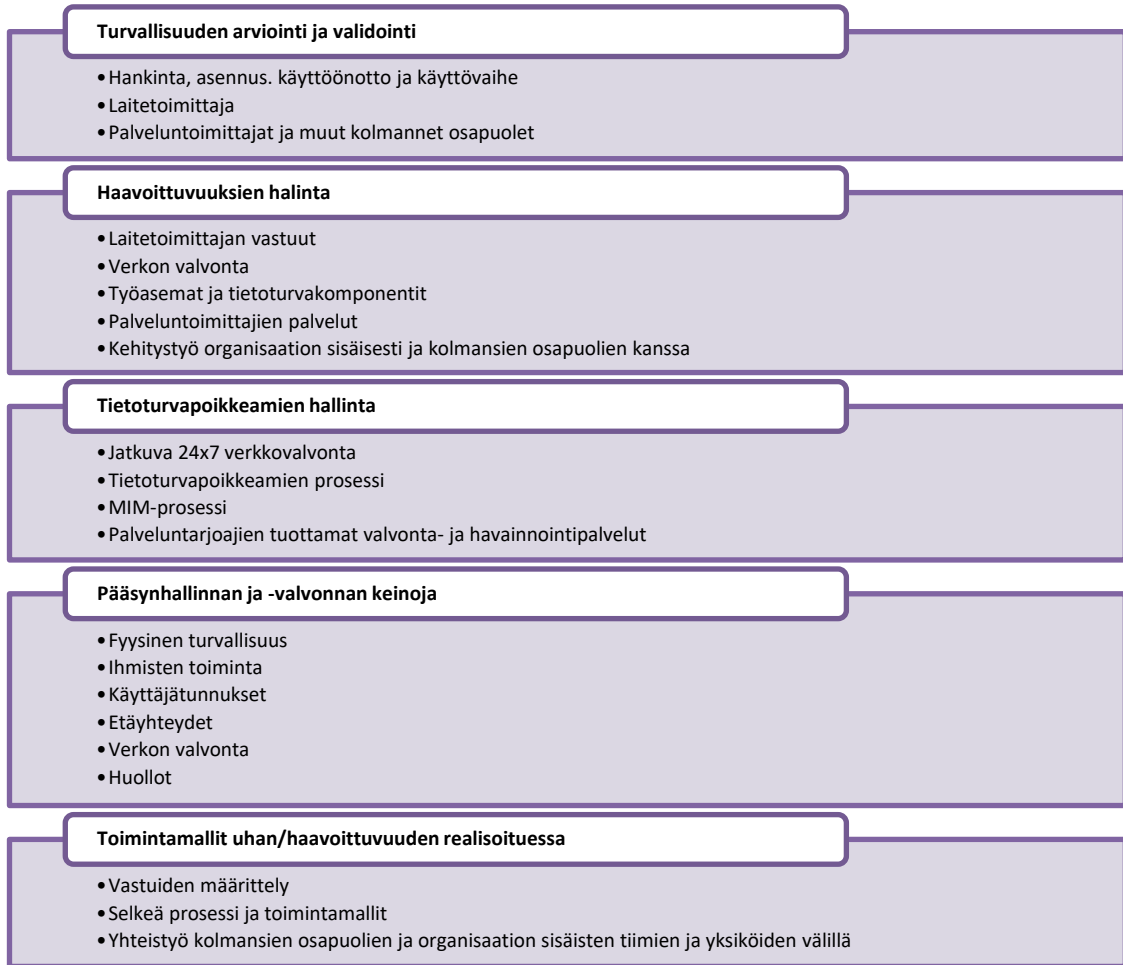 Turvallisuuden arviointi ja validointi
•Hankinta, asennus. käyttöönotto ja käyttövaihe
•Laitetoimittaja
•Palveluntoimittajat ja muut kolmannet osapuolet
Haavoittuvuuksien halinta
•Laitetoimittajan vastuut
•Verkon valvonta
•Työasemat ja tietoturvakomponentit
•Palveluntoimittajien palvelut
•Kehitystyö organisaation sisäisesti ja kolmansien osapuolien kanssa
Tietoturvapoikkeamien hallinta
•Jatkuva 24x7 verkkovalvonta
•Tietoturvapoikkeamien prosessi
•MIM-prosessi
•Palveluntarjoajien tuottamat valvonta- ja havainnointipalvelut
Pääsynhallinnan ja -valvonnan keinoja
•Fyysinen turvallisuus
•Ihmisten toiminta
•Käyttäjätunnukset
•Etäyhteydet
•Verkon valvonta
•Huollot
Toimintamallit uhan/haavoittuvuuden realisoituessa
•Vastuiden määrittely
•Selkeä prosessi ja toimintamallit
•Yhteistyö kolmansien osapuolien ja organisaation sisäisten tiimien ja yksiköiden välillä